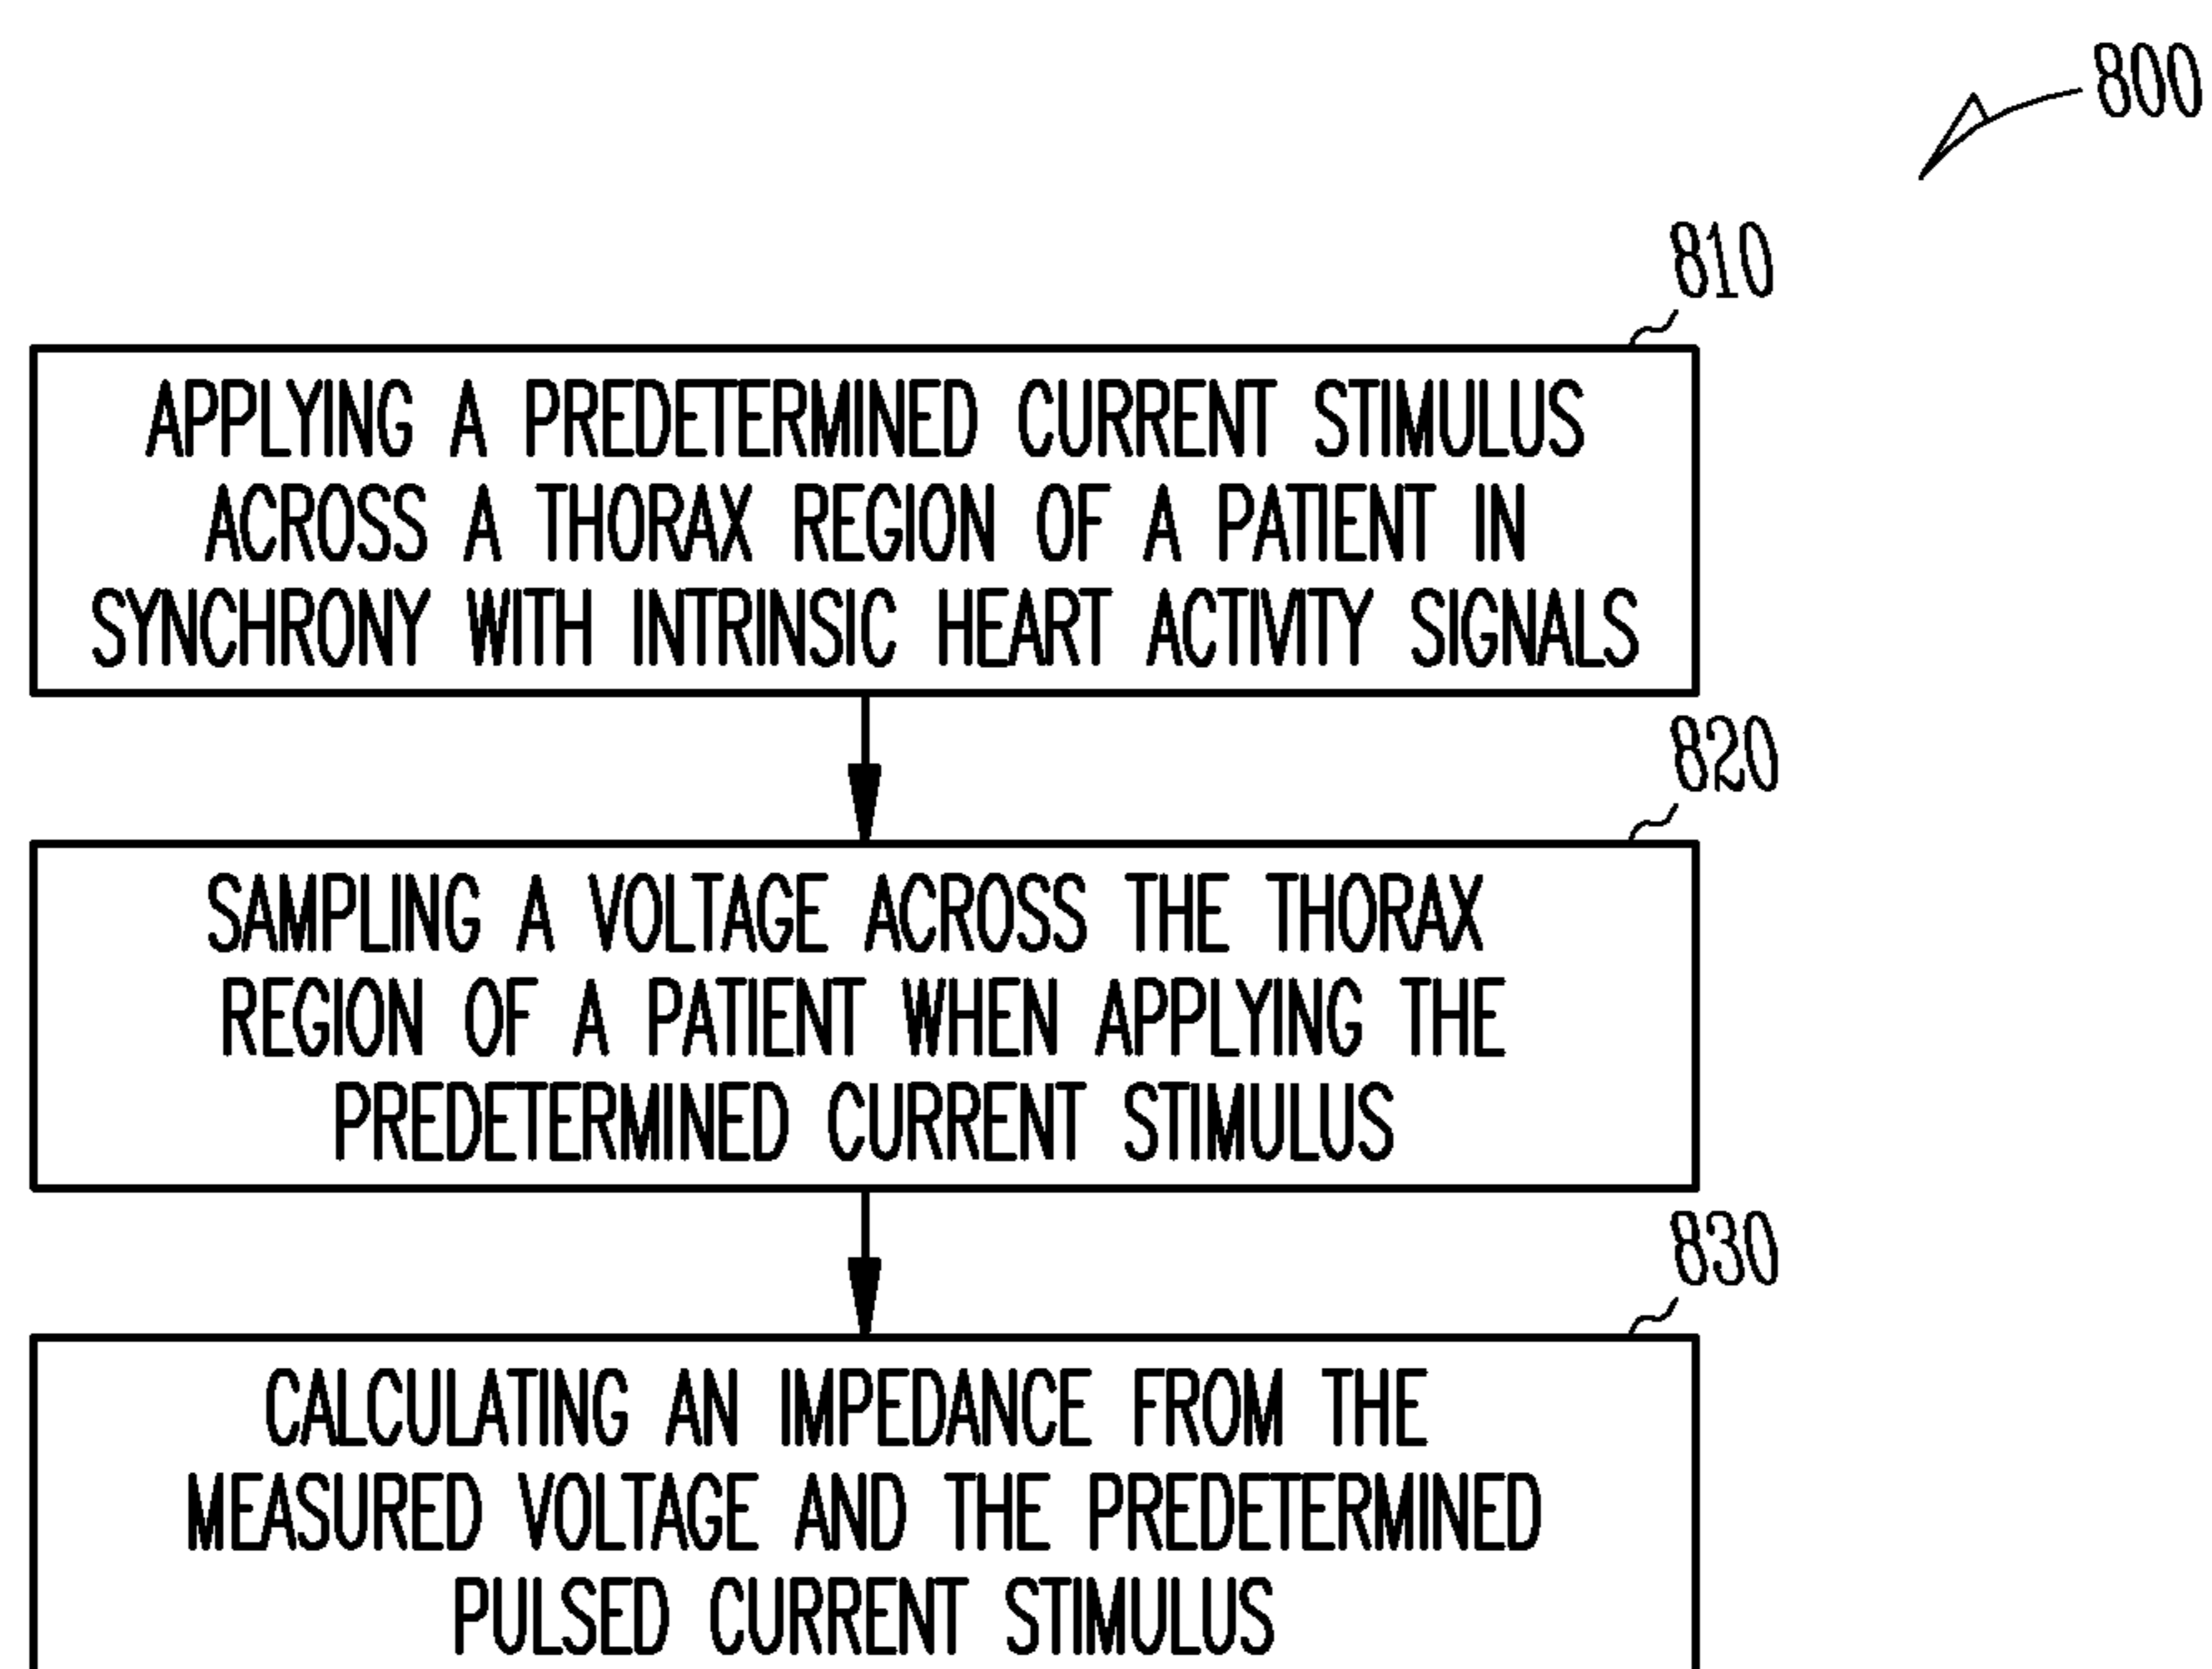 800
810
APPLYING A PREDETERMINED CURRENT STIMULUS
ACROSS A THORAX REGION OF A PATIENT IN
SYNCHRONY WITH INTRINSIC HEART ACTIVITY SIGNALS
820
SAMPLING A VOLTAGE ACROSS THE THORAX
REGION OF A PATIENT WHEN APPLYING THE
PREDETERMINED CURRENT STIMULUS
830
CALCULATING AN IMPEDANCE FROM THE
MEASURED VOLTAGE AND THE PREDETERMINED
PULSED CURRENT STIMULUS